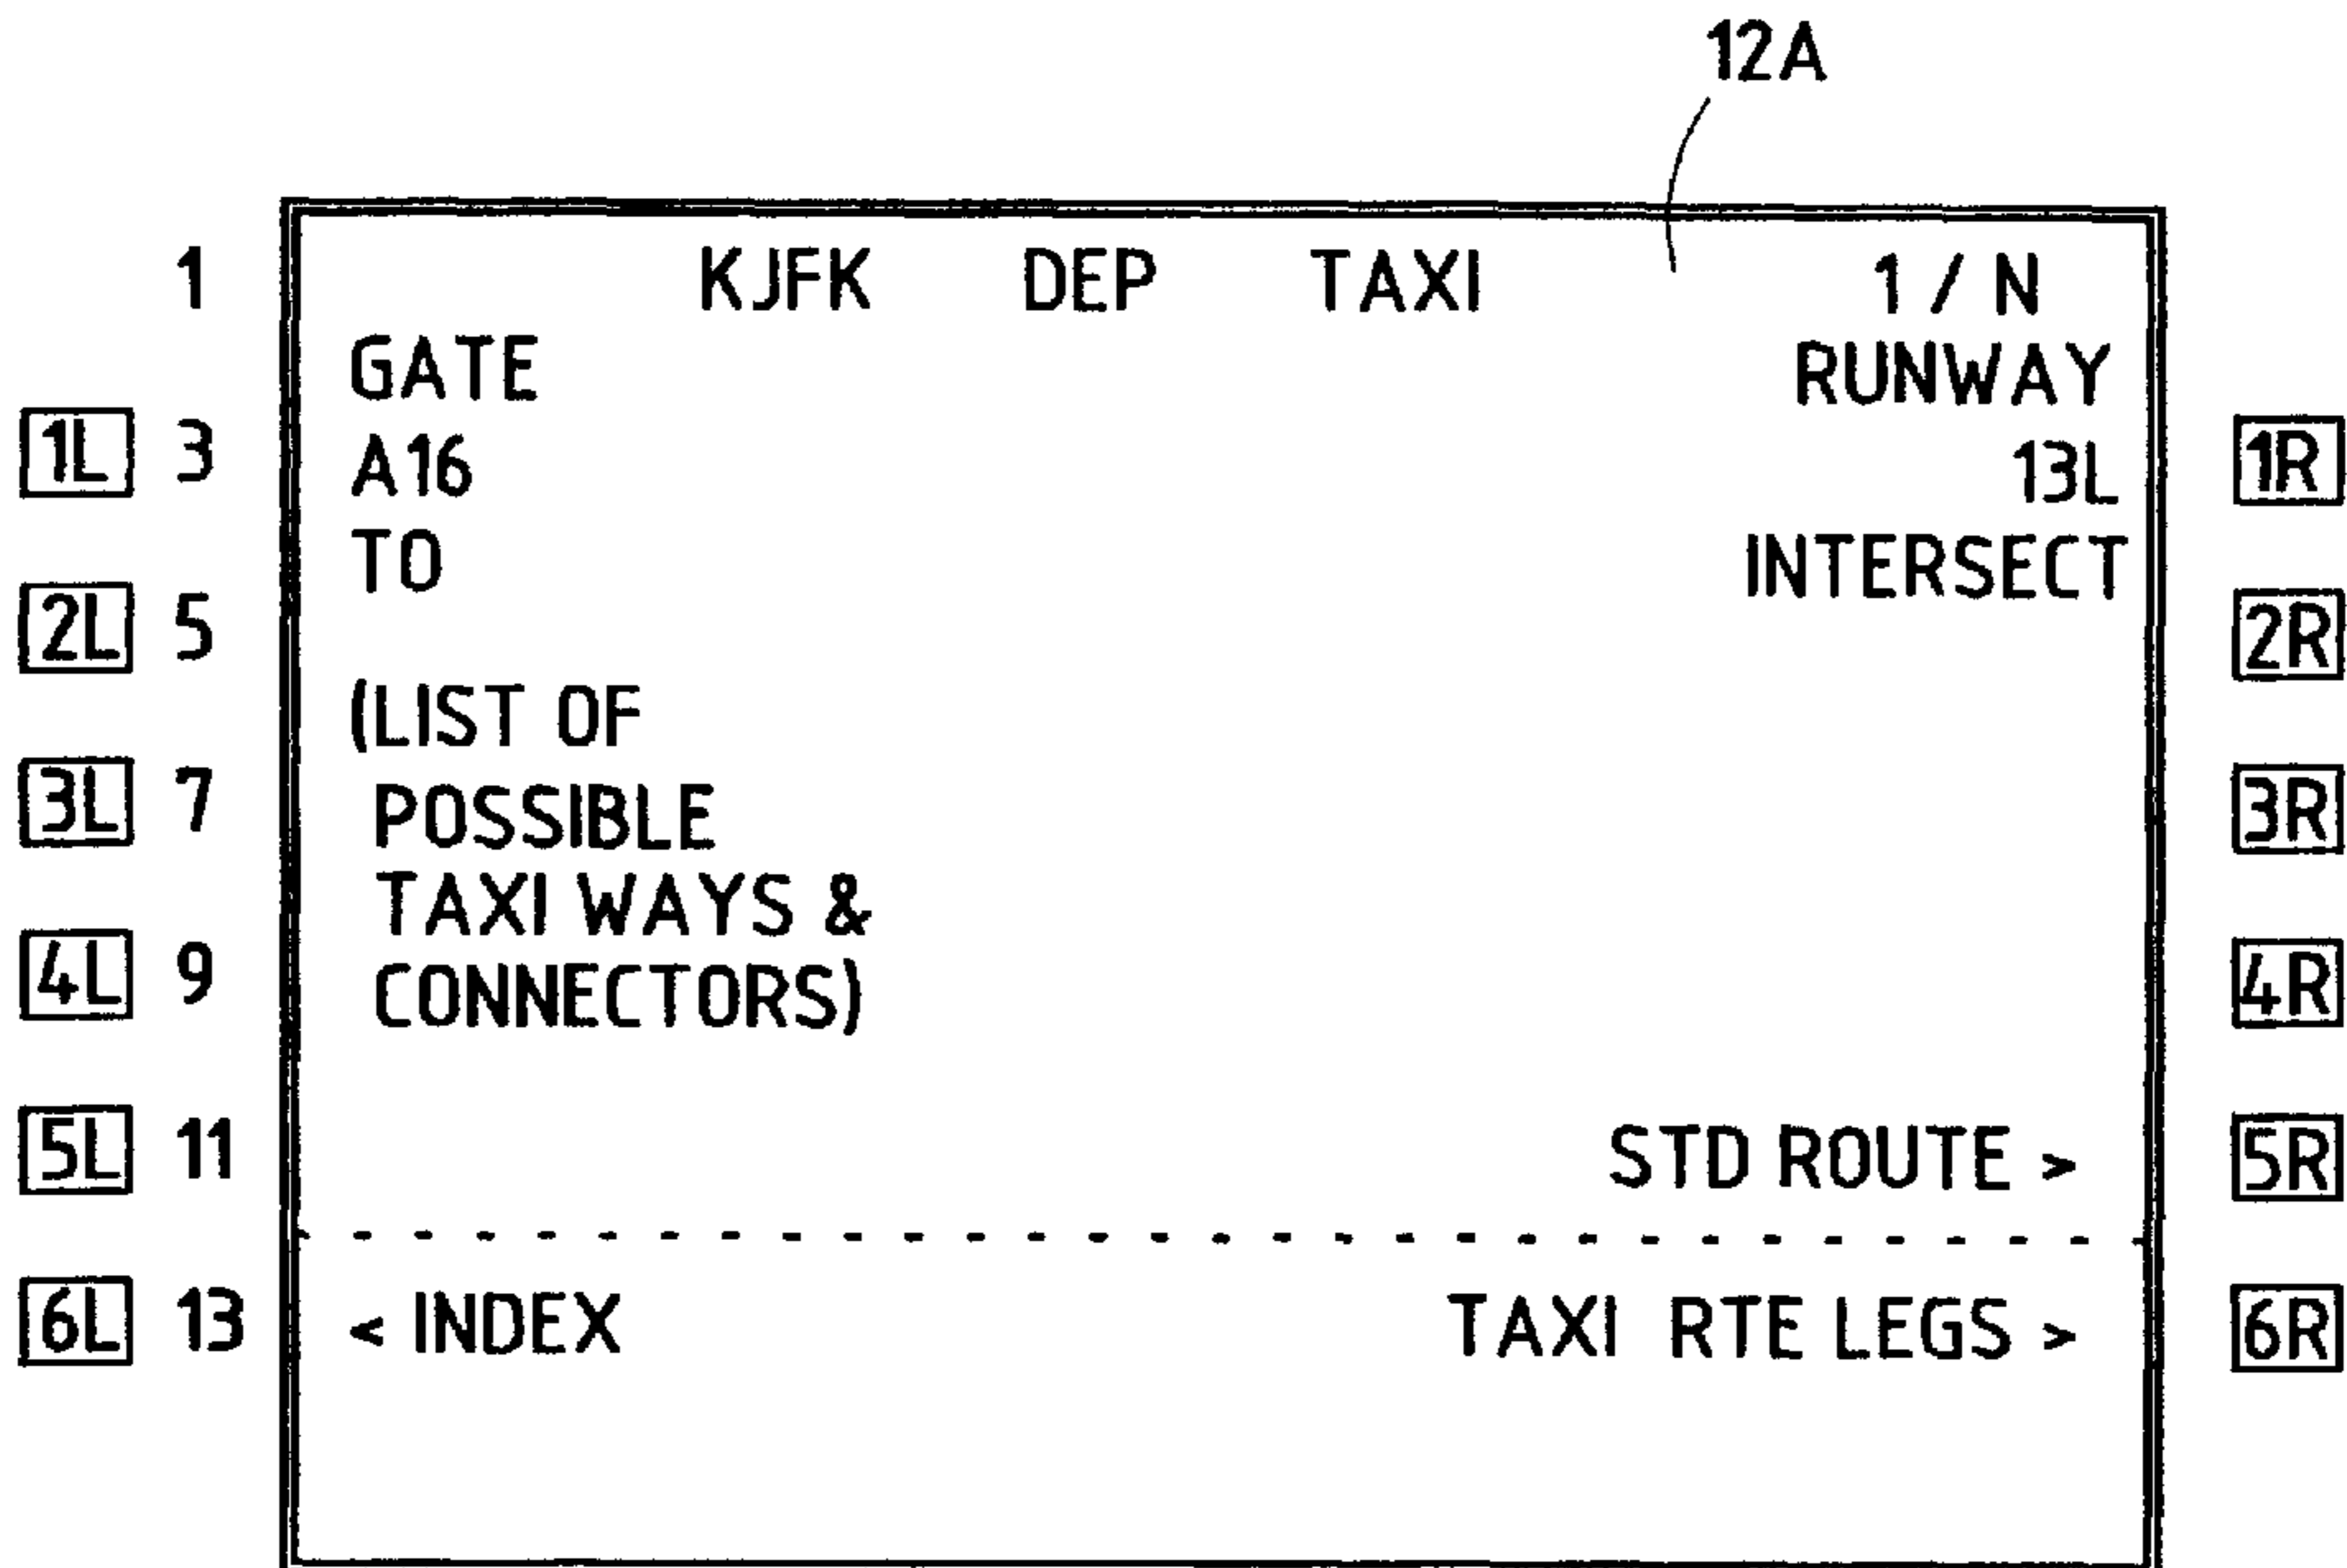 12A
1 KJFK DEP TAXI 1 / N
GATE RUNWAY
1L 3 A16 13L 1R
TO INTERSECT
2L 5 2R
(LIST OF
3L 7 POSSIBLE 3R
TAXI WAYS &
4L 9 CONNECTORS) 4R
5L 11 STD ROUTE > 5R
- - - - - - - - - - - - - - - - - - - - - - - - - - - - - -
6L 13 < INDEX TAXI RTE LEGS > 6R